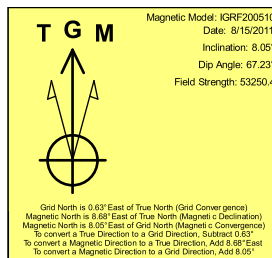 Magnetic Model: IGRF200510
Date: 8/15/2011
Inclination: 8.05°
Dip Angle: 67.23°
Field Strength: 53250.4
T G M
Grid North is 0.63° East of True North (Grid Convergence)
Magnetic North is 8.68° East of True North (Magnetic Declination)
Magnetic North is 8.05° East of Grid North (Magnetic Convergence)
To convert a True Direction to a Grid Direction, Subtract 0.63°
To convert a Magnetic Direction to a True Direction, Add 8.68° East
To convert a Magnetic Direction to a Grid Direction, Add 8.05°